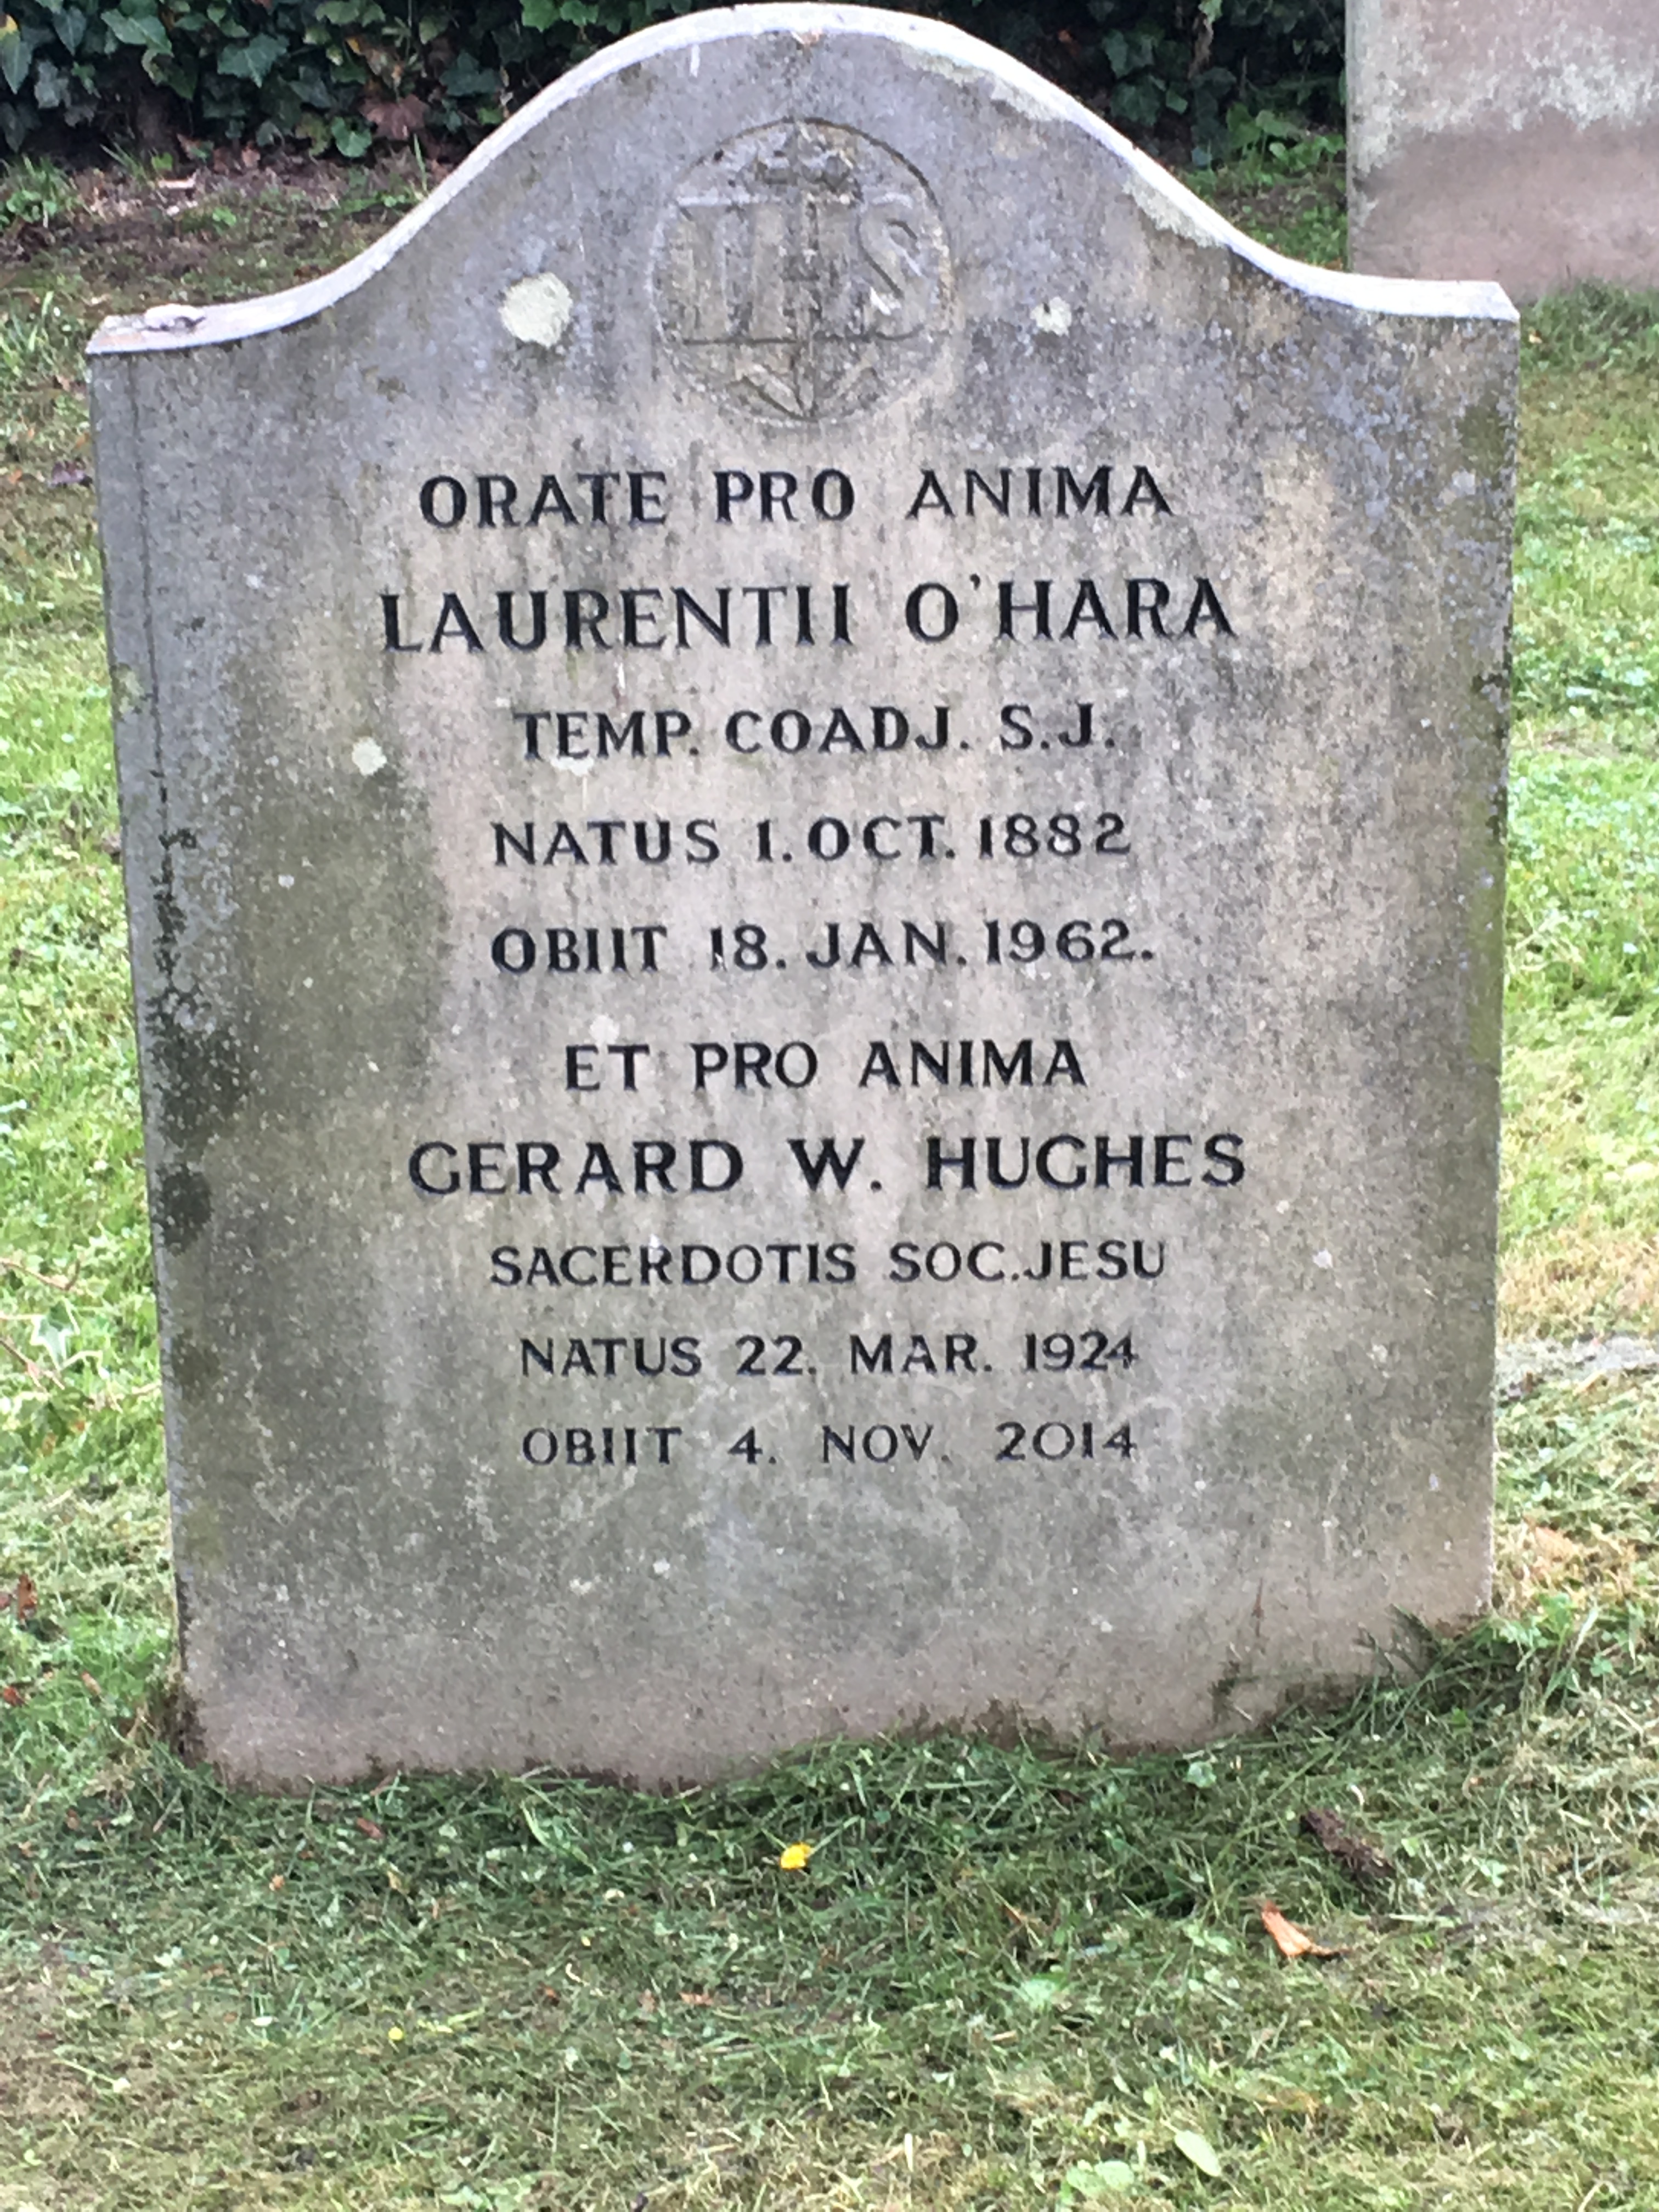 IHS
ORATE PRO ANIMA
LAURENTII O'HARA
TEMP. COADJ. S.J.
NATUS 1. OCT. 1882
OBIIT 18. JAN. 1962.
ET PRO ANIMA
GERARD W. HUGHES
SACERDOTIS SOC. JESU
NATUS 22. MAR. 1924
OBIIT 4. NOV. 2014